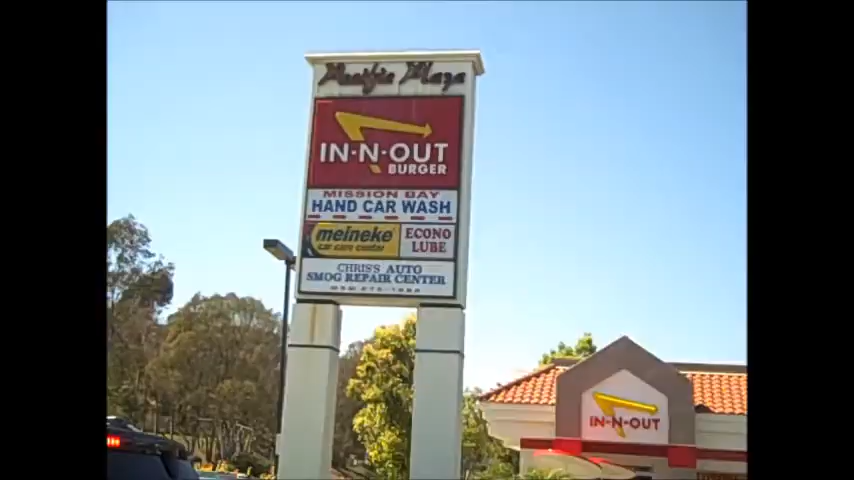 Pacific Plaza
IN-N-OUT
BURGER
MISSION BAY
HAND CAR WASH
meineke
car care center
ECONO
LUBE
CHRIS'S AUTO
SMOG REPAIR CENTER
IN-N-OUT